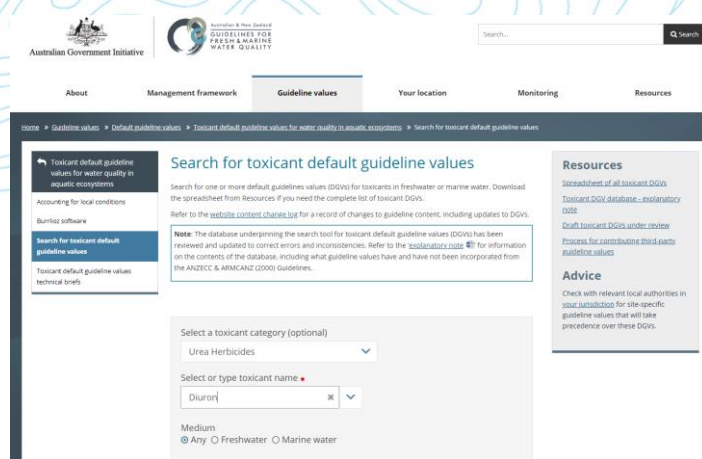 Australian Government Initiative
Australian & New Zealand
GUIDELINES FOR
FRESH & MARINE
WATER QUALITY
Search...
Search
About
Management framework
Guideline values
Your location
Monitoring
Resources
Home » Guideline values » Default guideline values » Toxicant default guideline values for water quality in aquatic ecosystems » Search for toxicant default guideline values
Toxicant default guideline
values for water quality in
aquatic ecosystems
Accounting for local conditions
Burrlioz software
Search for toxicant default
guideline values
Toxicant default guideline values
technical briefs
Search for toxicant default guideline values
Search for one or more default guidelines values (DGVs) for toxicants in freshwater or marine water. Download
the spreadsheet from Resources if you need the complete list of toxicant DGVs.
Refer to the website content change log for a record of changes to guideline content, including updates to DGVs.
Note: The database underpinning the search tool for toxicant default guideline values (DGVs) has been
reviewed and updated to correct errors and inconsistencies. Refer to the 'explanatory note for information
on the contents of the database, including what guideline values have and have not been incorporated from
the ANZECC & ARMCANZ (2000) Guidelines.
Select a toxicant category (optional)
Urea Herbicides
Select or type toxicant name
Diuron
Medium
Any Freshwater Marine water
Resources
Spreadsheet of all toxicant DGVs
Toxicant DGV database - explanatory
note
Draft toxicant DGVs under review
Process for contributing third-party
guideline values
Advice
Check with relevant local authorities in
your jurisdiction for site-specific
guideline values that will take
precedence over these DGVs.